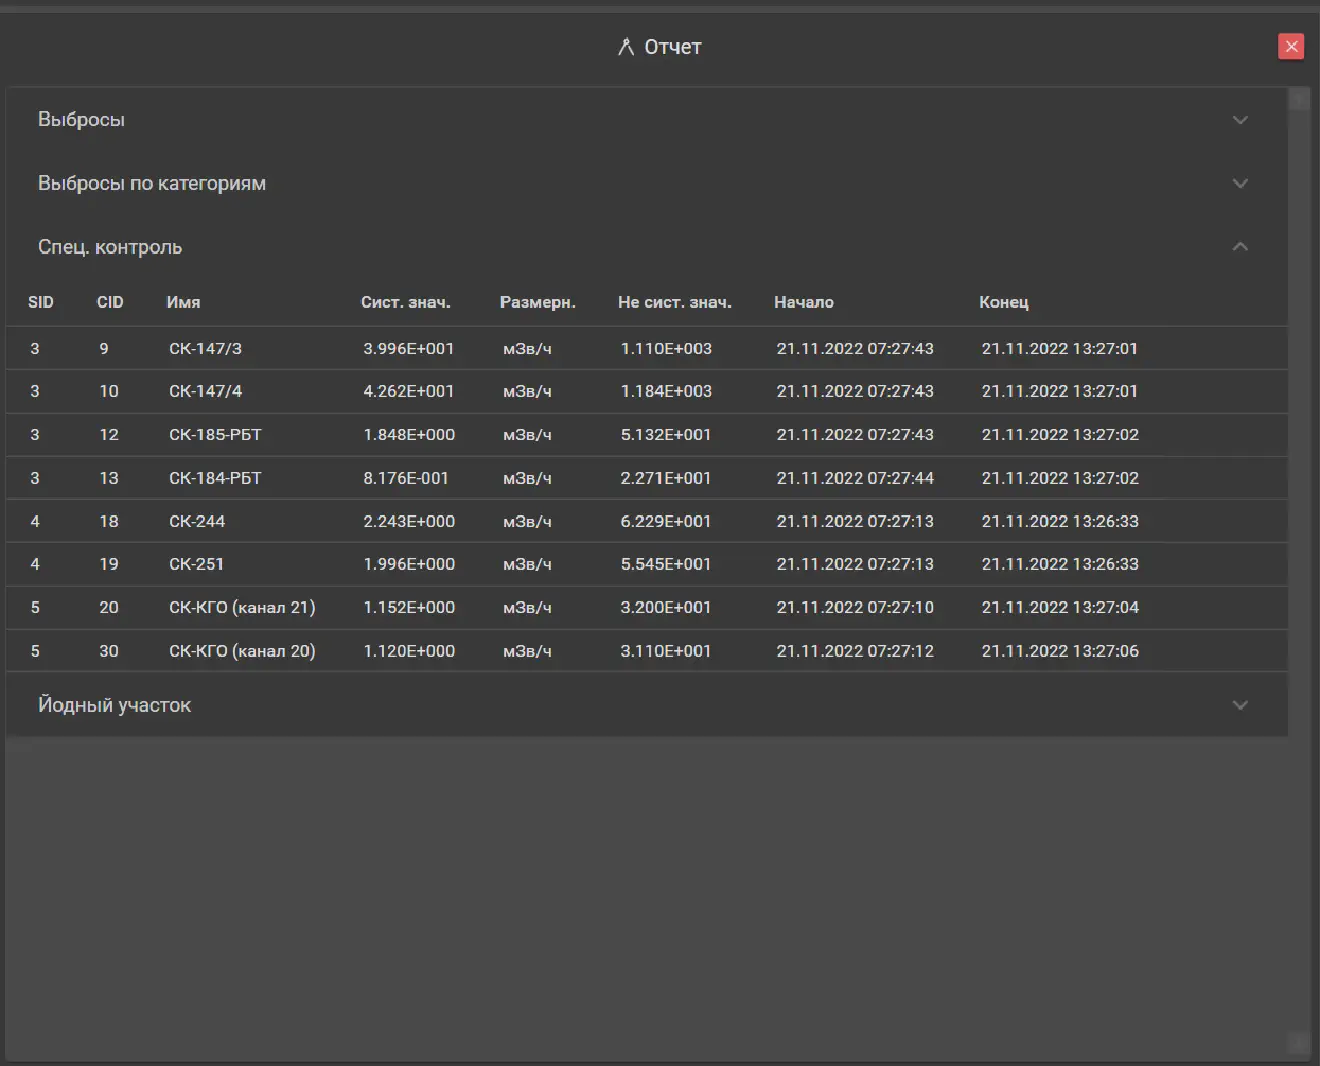 Отчет
Выбросы
Выбросы по категориям
Спец. контроль
SID CID Имя Сист. знач. Размерн. Не сист. знач. Начало Конец
3 9 СК-147/3 3.996E+001 мЗв/ч 1.110E+003 21.11.2022 07:27:43 21.11.2022 13:27:01
3 10 СК-147/4 4.262E+001 мЗв/ч 1.184E+003 21.11.2022 07:27:43 21.11.2022 13:27:01
3 12 СК-185-РБТ 1.848E+000 мЗв/ч 5.132E+001 21.11.2022 07:27:43 21.11.2022 13:27:02
3 13 СК-184-РБТ 8.176E-001 мЗв/ч 2.271E+001 21.11.2022 07:27:44 21.11.2022 13:27:02
4 18 СК-244 2.243E+000 мЗв/ч 6.229E+001 21.11.2022 07:27:13 21.11.2022 13:26:33
4 19 СК-251 1.996E+000 мЗв/ч 5.545E+001 21.11.2022 07:27:13 21.11.2022 13:26:33
5 20 СК-КГО (канал 21) 1.152E+000 мЗв/ч 3.200E+001 21.11.2022 07:27:10 21.11.2022 13:27:04
5 30 СК-КГО (канал 20) 1.120E+000 мЗв/ч 3.110E+001 21.11.2022 07:27:12 21.11.2022 13:27:06
Йодный участок